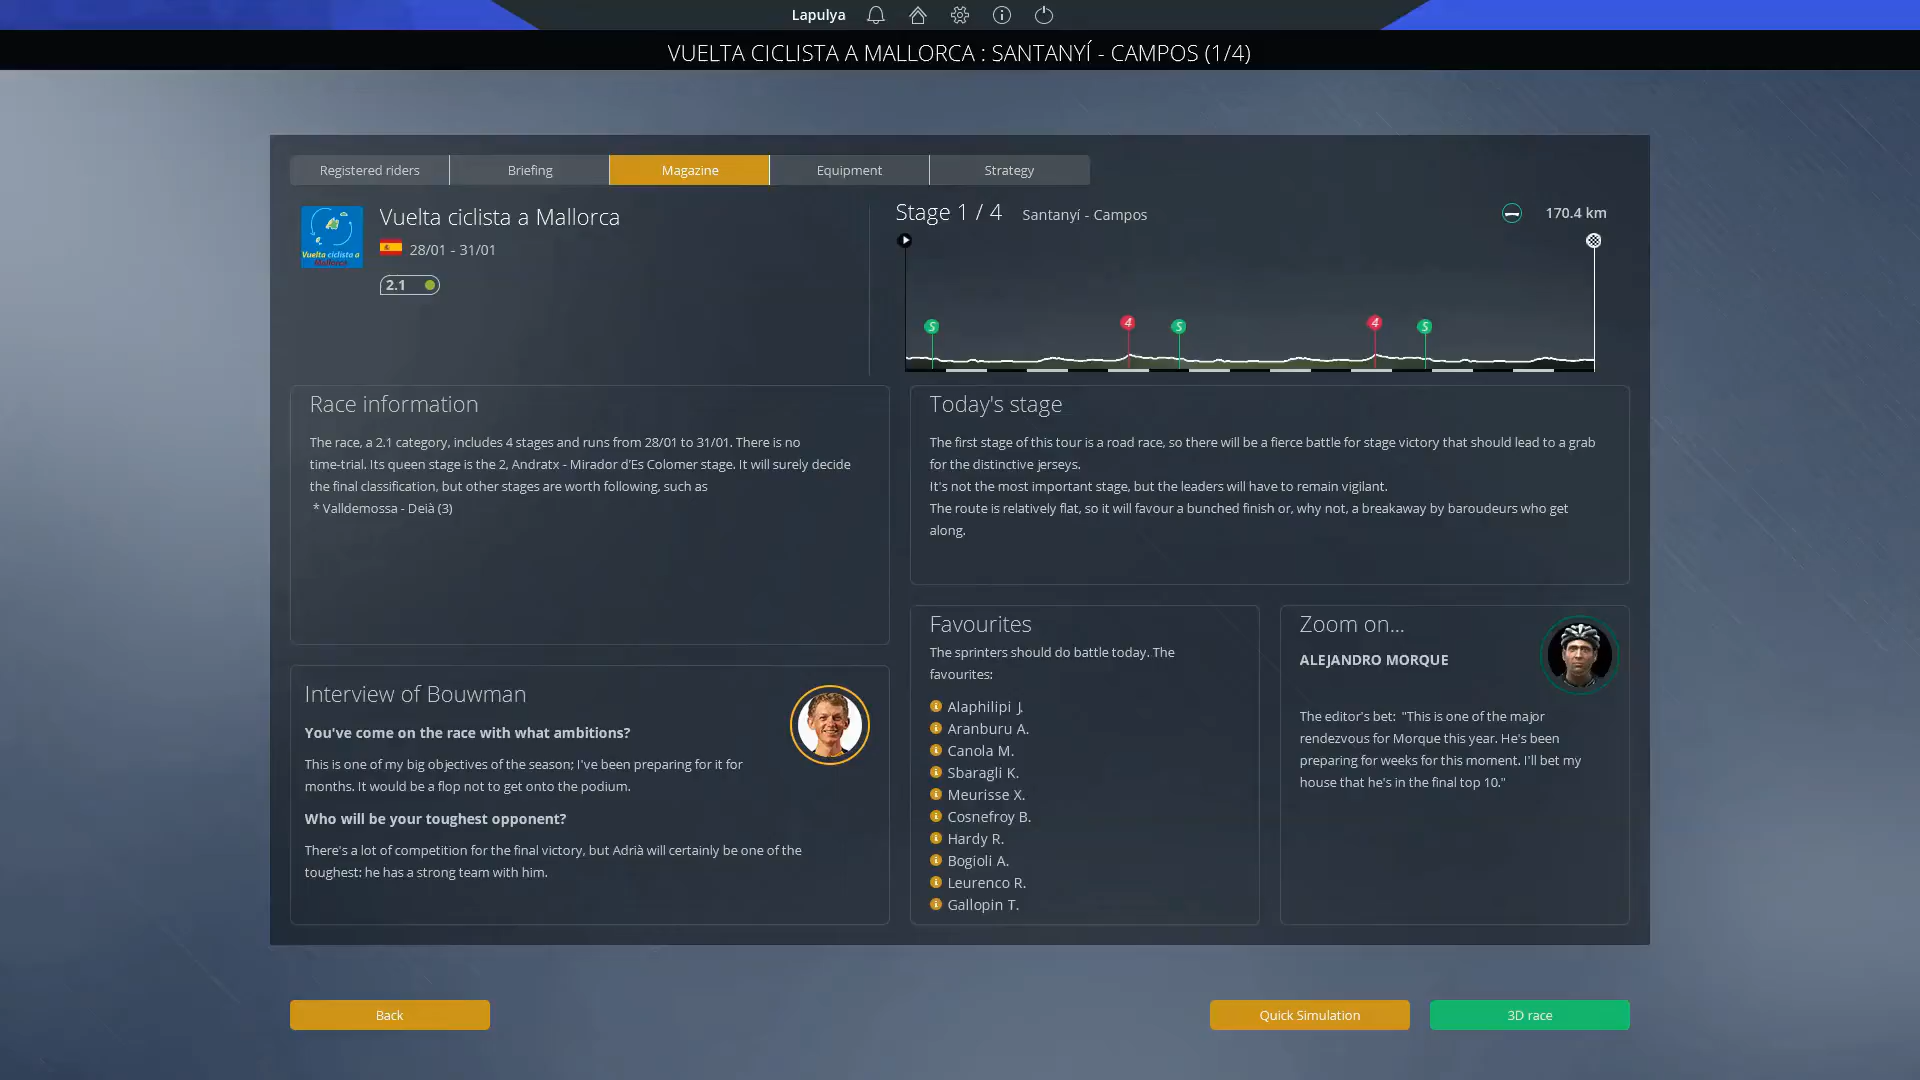 Lapulya
VUELTA CICLISTA A MALLORCA : SANTANYÍ - CAMPOS (1/4)
Registered riders
Briefing
Magazine
Equipment
Strategy
Vuelta ciclista a Mallorca
28/01 - 31/01
2.1
Vuelta ciclista a
Mallorca
Stage 1 / 4
Santanyí - Campos
170.4 km
S
4
S
4
S
Race information
The race, a 2.1 category, includes 4 stages and runs from 28/01 to 31/01. There is no
time-trial. Its queen stage is the 2, Andratx - Mirador d'Es Colomer stage. It will surely decide
the final classification, but other stages are worth following, such as
* Valldemossa - Deià (3)
Today's stage
The first stage of this tour is a road race, so there will be a fierce battle for stage victory that should lead to a grab
for the distinctive jerseys.
It's not the most important stage, but the leaders will have to remain vigilant.
The route is relatively flat, so it will favour a bunched finish or, why not, a breakaway by baroudeurs who get
along.
Interview of Bouwman
You've come on the race with what ambitions?
This is one of my big objectives of the season; I've been preparing for it for
months. It would be a flop not to get onto the podium.
Who will be your toughest opponent?
There's a lot of competition for the final victory, but Adrià will certainly be one of the
toughest: he has a strong team with him.
Favourites
The sprinters should do battle today. The
favourites:
Alaphilipi J.
Aranburu A.
Canola M.
Sbaragli K.
Meurisse X.
Cosnefroy B.
Hardy R.
Bogioli A.
Leurenco R.
Gallopin T.
Zoom on...
ALEJANDRO MORQUE
The editor's bet: "This is one of the major
rendezvous for Morque this year. He's been
preparing for weeks for this moment. I'll bet my
house that he's in the final top 10."
Back
Quick Simulation
3D race